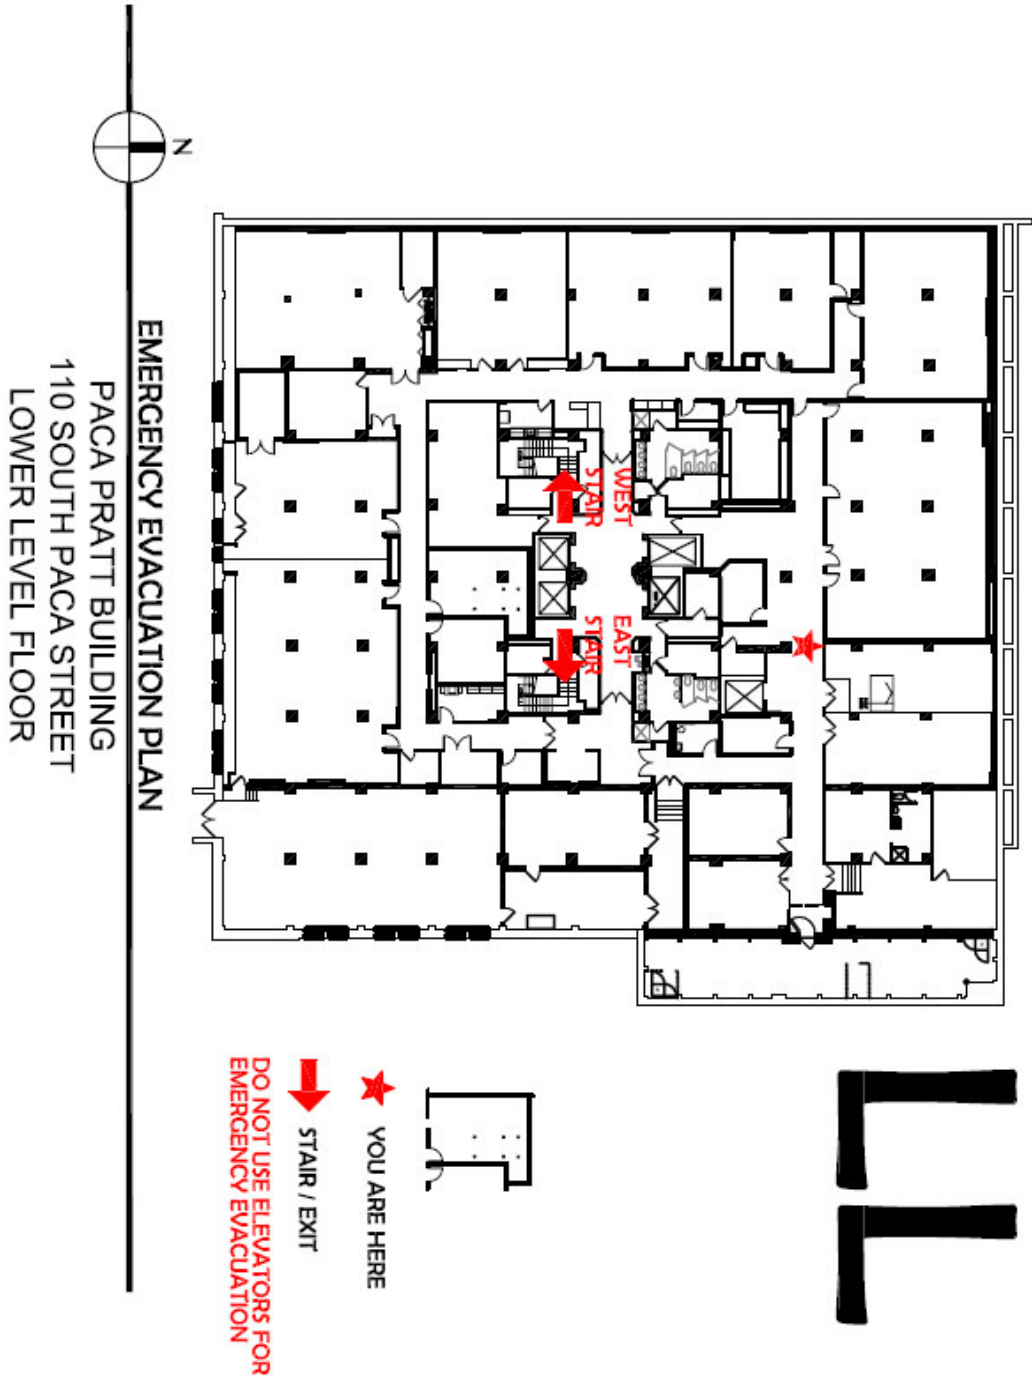 LL
WEST
STAIR
EAST
STAIR
YOU ARE HERE
STAIR / EXIT
DO NOT USE ELEVATORS FOR
EMERGENCY EVACUATION
N
EMERGENCY EVACUATION PLAN
PACA PRATT BUILDING
110 SOUTH PACA STREET
LOWER LEVEL FLOOR